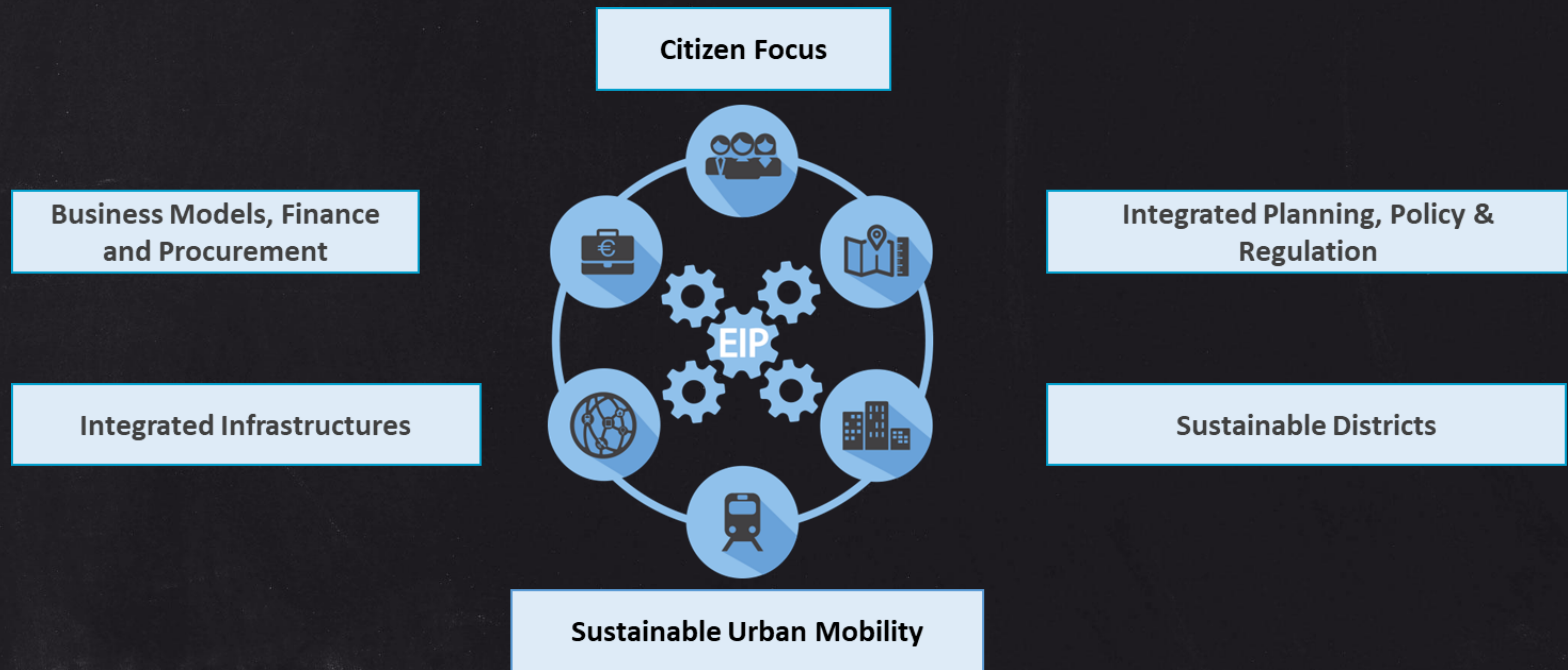 Citizen Focus
Business Models, Finance
and Procurement
Integrated Planning, Policy &
Regulation
€
EIP
Integrated Infrastructures
Sustainable Districts
Sustainable Urban Mobility